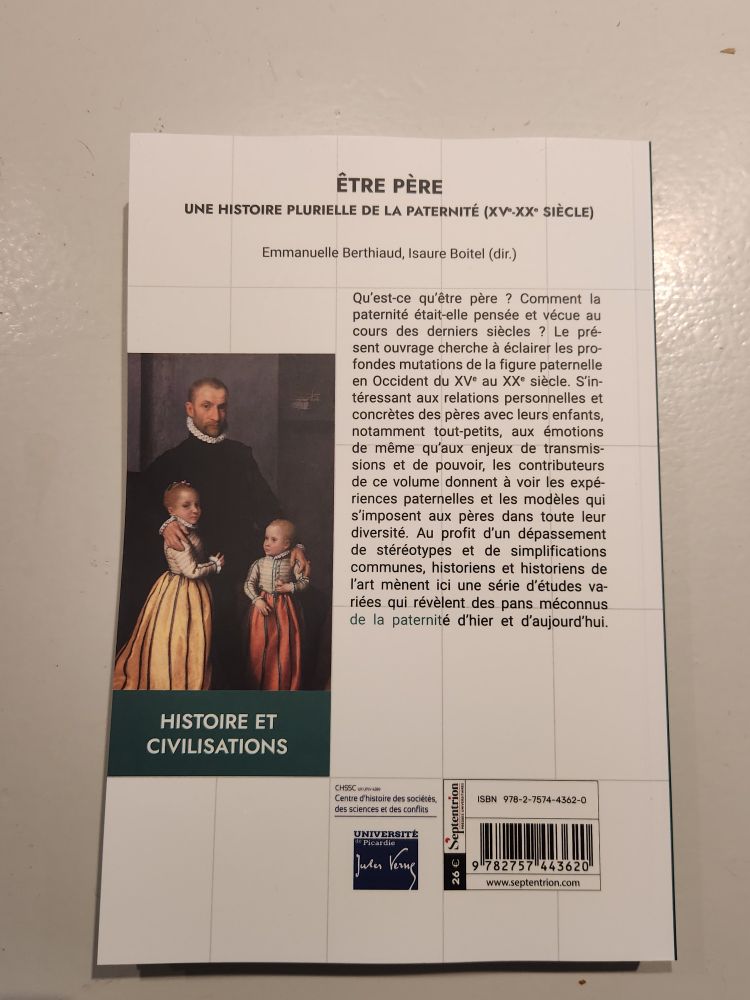 ÊTRE PÈRE
UNE HISTOIRE PLURIELLE DE LA PATERNITÉ (XVᵉ-XXᵉ SIÈCLE)
Emmanuelle Berthiaud, Isaure Boitel (dir.)
Qu'est-ce qu'être père ? Comment la
paternité était-elle pensée et vécue au
cours des derniers siècles ? Le pré-
sent ouvrage cherche à éclairer les pro-
fondes mutations de la figure paternelle
en Occident du XVᵉ au XXᵉ siècle. S'in-
téressant aux relations personnelles et
concrètes des pères avec leurs enfants,
notamment tout-petits, aux émotions
de même qu'aux enjeux de transmis-
sions et de pouvoir, les contributeurs
de ce volume donnent à voir les expé-
riences paternelles et les modèles qui
s'imposent aux pères dans toute leur
diversité. Au profit d'un dépassement
de stéréotypes et de simplifications
communes, historiens et historiens de
l'art mènent ici une série d'études va-
riées qui révèlent des pans méconnus
de la paternité d'hier et d'aujourd'hui.
HISTOIRE ET
CIVILISATIONS
CHSSC
Centre d'histoire des sociétés,
des sciences et des conflits
UNIVERSITÉ
de Picardie
Jules Verne
Septentrion
PRESSES UNIVERSITAIRES
26 €
ISBN 978-2-7574-4362-0
9 782757 443620
www.septentrion.com